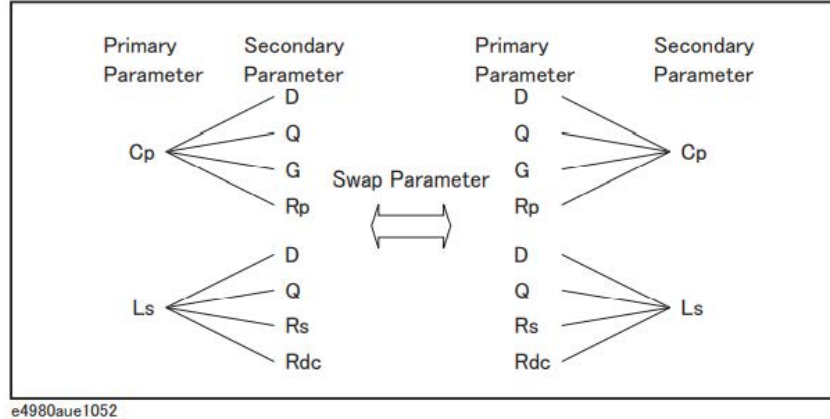 Primary Secondary Primary Secondary
Parameter Parameter Parameter Parameter
D D
Q Q
Cp Cp
G G
Swap Parameter
Rp Rp
D D
Q Q
Ls Ls
Rs Rs
Rdc Rdc
e4980aue1052